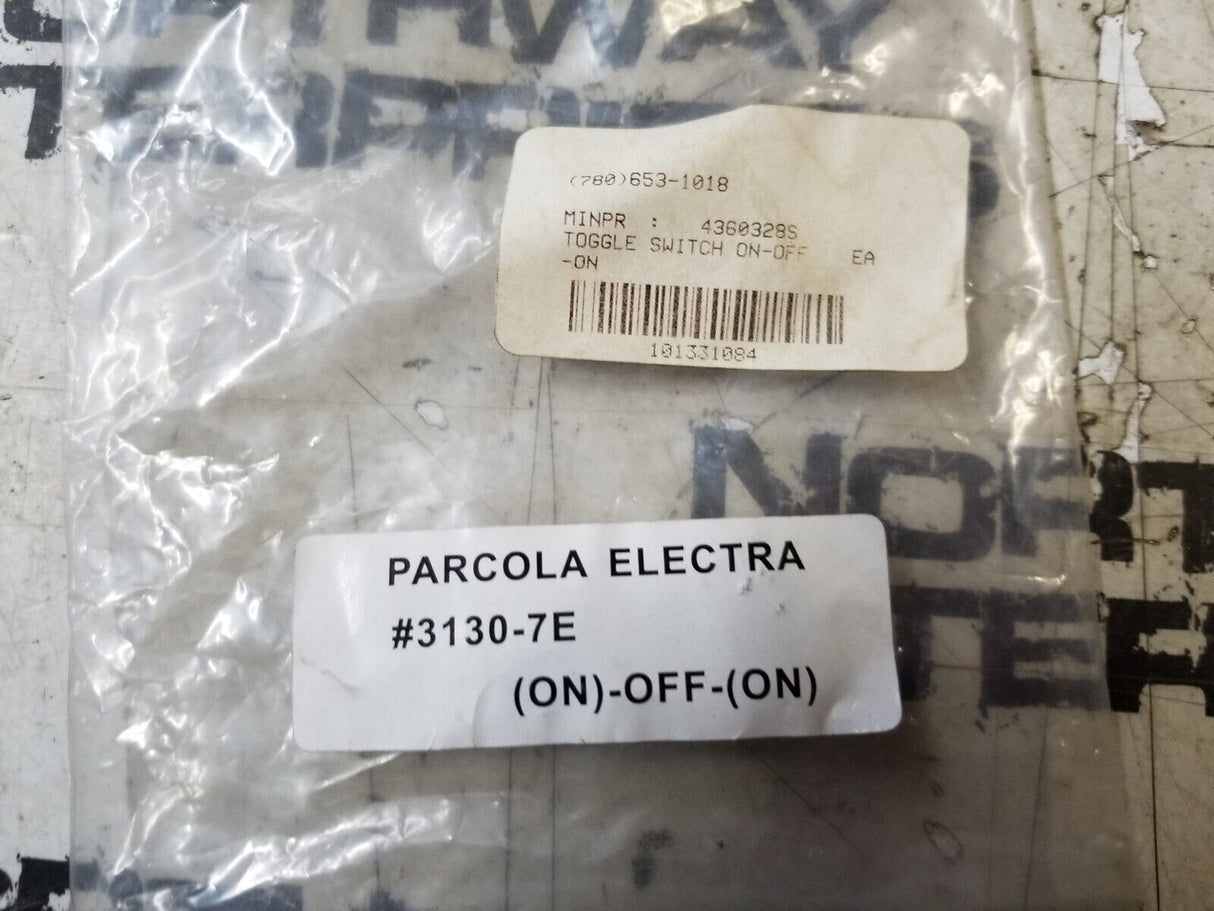 (780)653-1018
MINPR : 4360328S
TOGGLE SWITCH ON-OFF EA
-ON
101331084
NORT
PARCOLA ELECTRA
#3130-7E
(ON)-OFF-(ON)